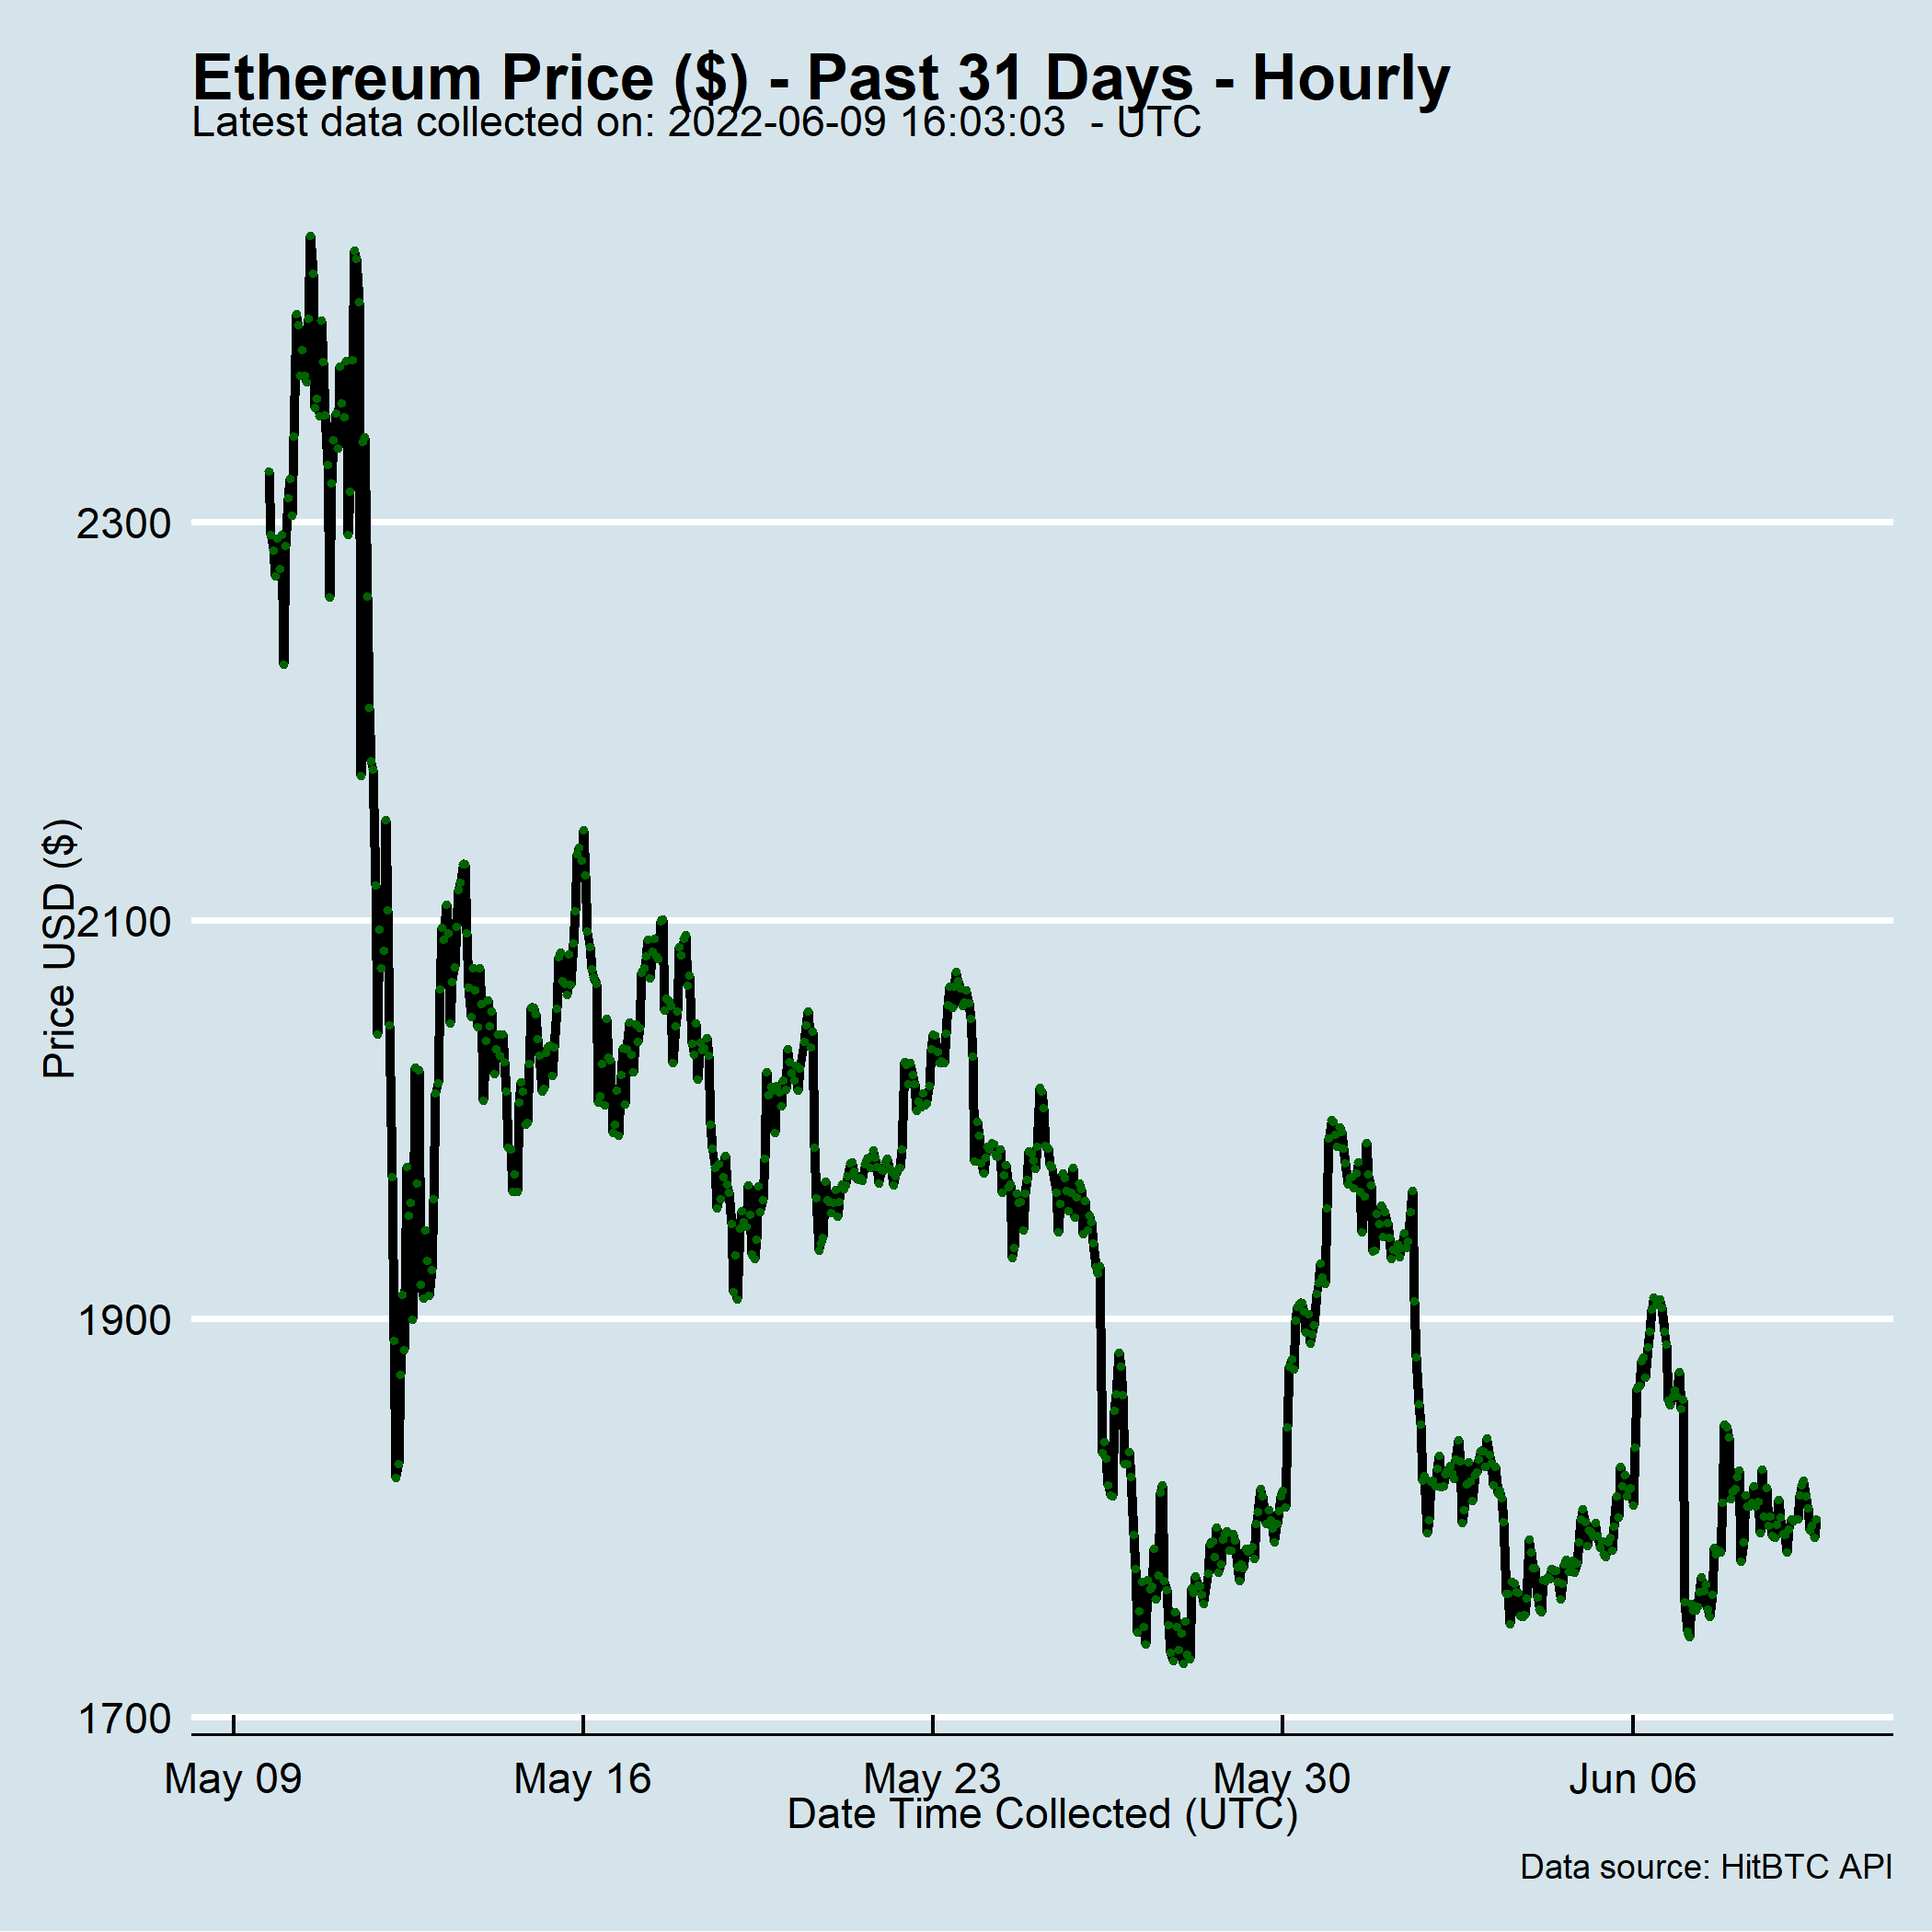 Ethereum Price ($) - Past 31 Days - Hourly
Latest data collected on: 2022-06-09 16:03:03  - UTC
Price USD ($)
2300
2100
1900
1700
May 09 May 16 May 23 May 30 Jun 06
Date Time Collected (UTC)
Data source: HitBTC API